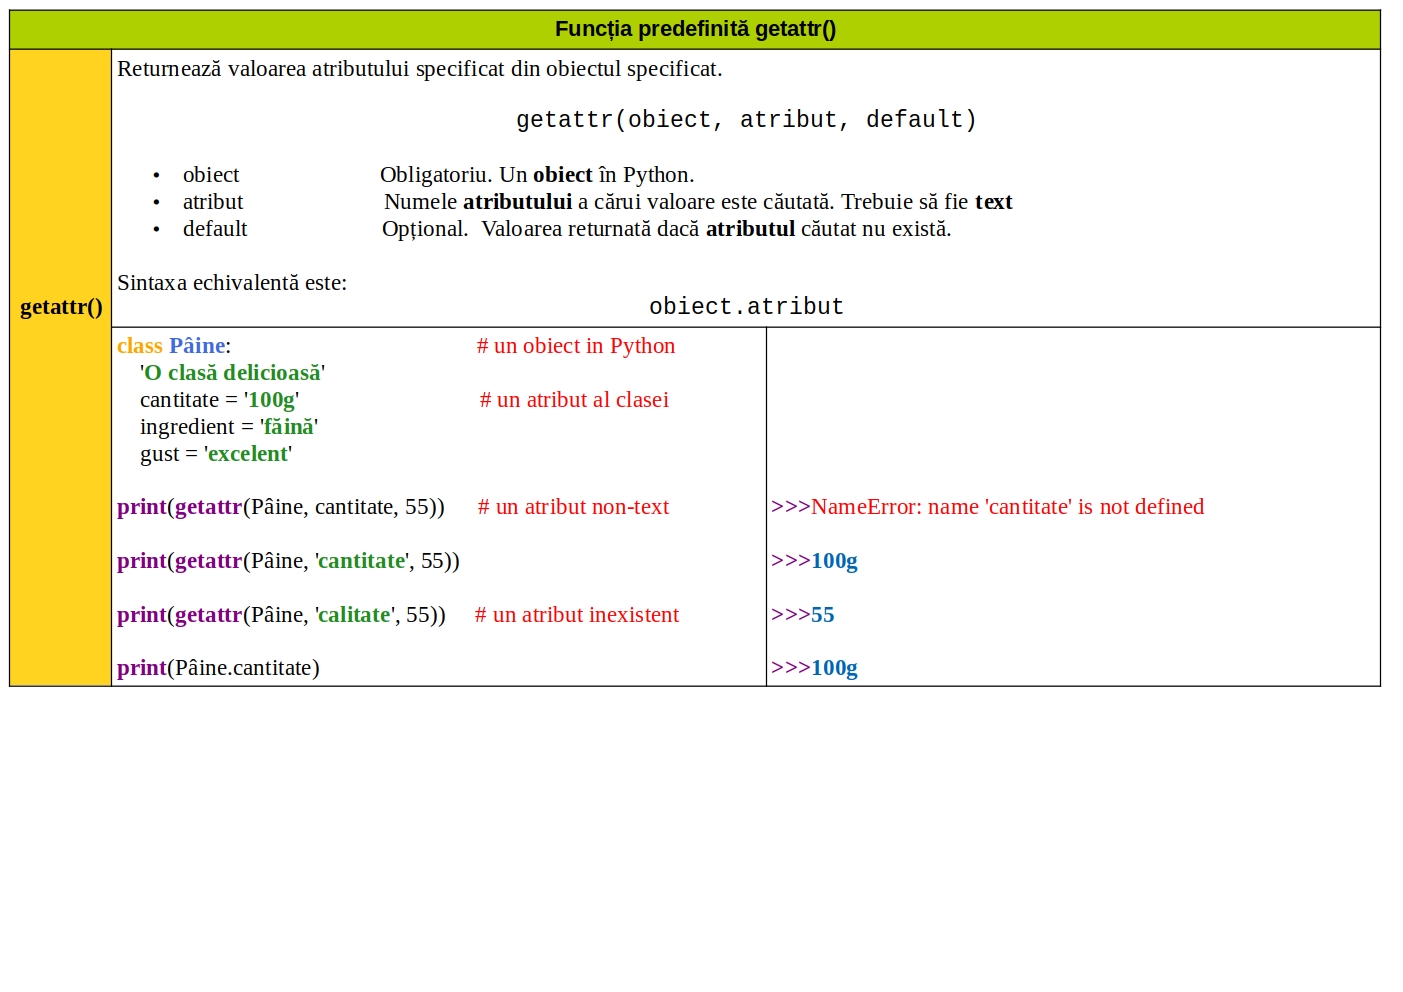 Funcția predefinită getattr()
Returnează valoarea atributului specificat din obiectul specificat.
getattr(obiect, atribut, default)
• obiect Obligatoriu. Un obiect în Python.
• atribut Numele atributului a cărui valoare este căutată. Trebuie să fie text
• default Opțional. Valoarea returnată dacă atributul căutat nu există.
Sintaxa echivalentă este:
getattr()
obiect.atribut
class Pâine: # un obiect in Python
'O clasă delicioasă'
cantitate = '100g' # un atribut al clasei
ingredient = 'făină'
gust = 'excelent'
print(getattr(Pâine, cantitate, 55)) # un atribut non-text >>>NameError: name 'cantitate' is not defined
print(getattr(Pâine, 'cantitate', 55)) >>>100g
print(getattr(Pâine, 'calitate', 55)) # un atribut inexistent >>>55
print(Pâine.cantitate) >>>100g